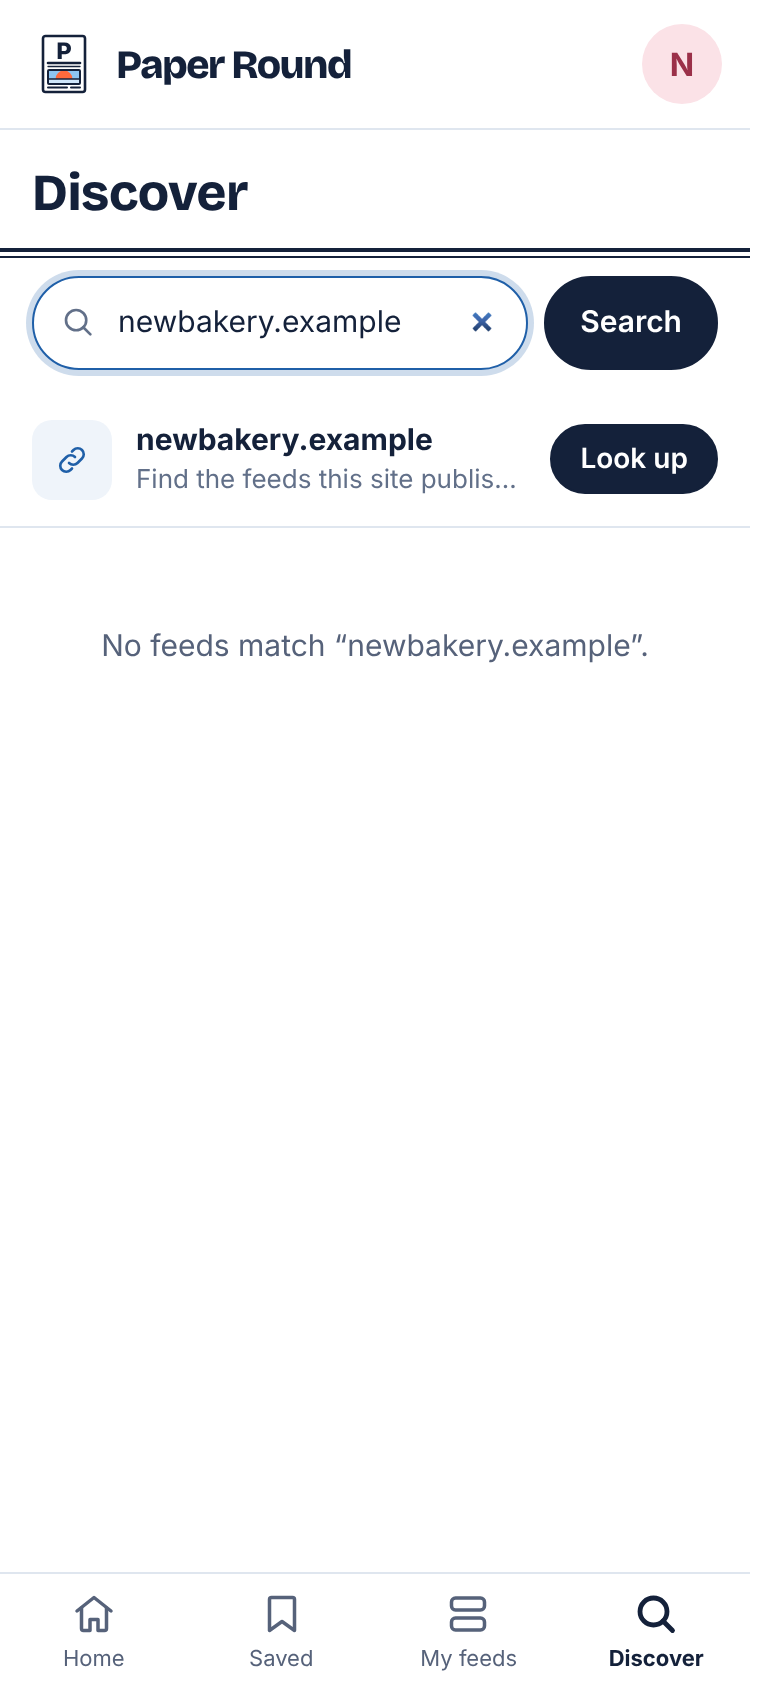 P
Paper Round
N
Discover
newbakery.example
Search
newbakery.example
Find the feeds this site publis...
Look up
No feeds match “newbakery.example”.
Home
Saved
My feeds
Discover